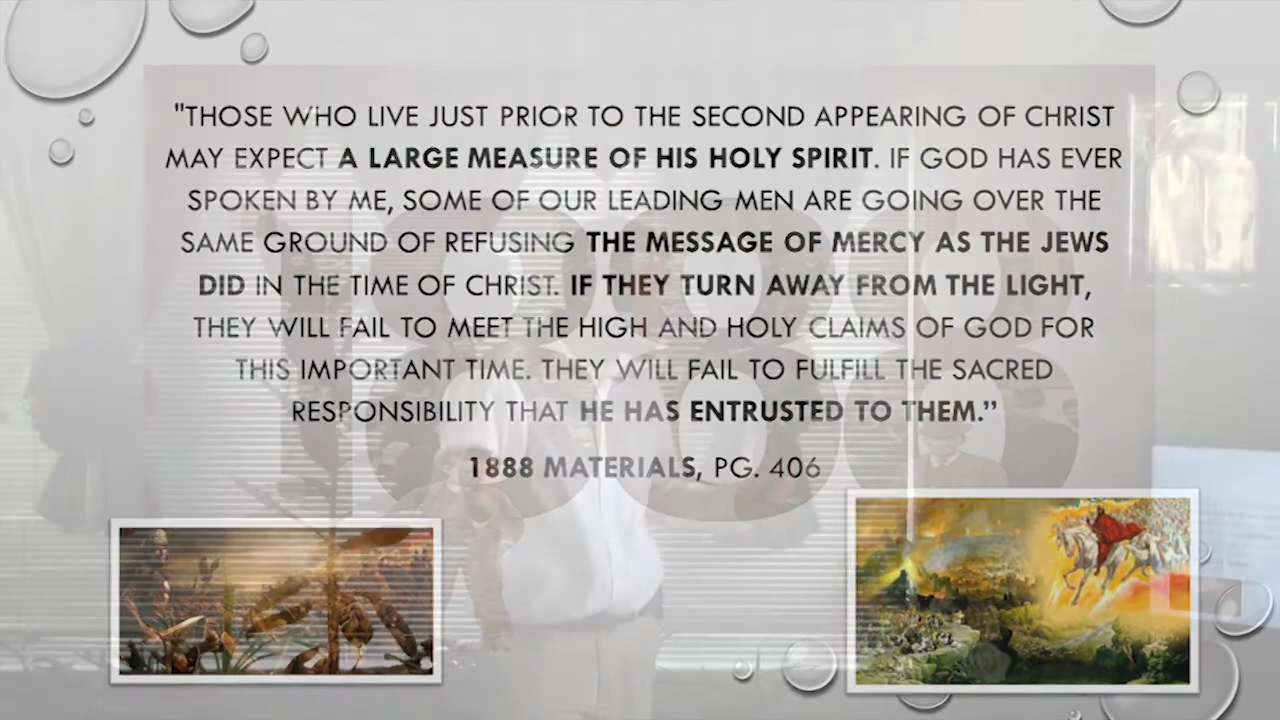 "THOSE WHO LIVE JUST PRIOR TO THE SECOND APPEARING OF CHRIST
MAY EXPECT A LARGE MEASURE OF HIS HOLY SPIRIT. IF GOD HAS EVER
SPOKEN BY ME, SOME OF OUR LEADING MEN ARE GOING OVER THE
SAME GROUND OF REFUSING THE MESSAGE OF MERCY AS THE JEWS
DID IN THE TIME OF CHRIST. IF THEY TURN AWAY FROM THE LIGHT,
THEY WILL FAIL TO MEET THE HIGH AND HOLY CLAIMS OF GOD FOR
THIS IMPORTANT TIME. THEY WILL FAIL TO FULFILL THE SACRED
RESPONSIBILITY THAT HE HAS ENTRUSTED TO THEM.”
1888 MATERIALS, PG. 406
1888